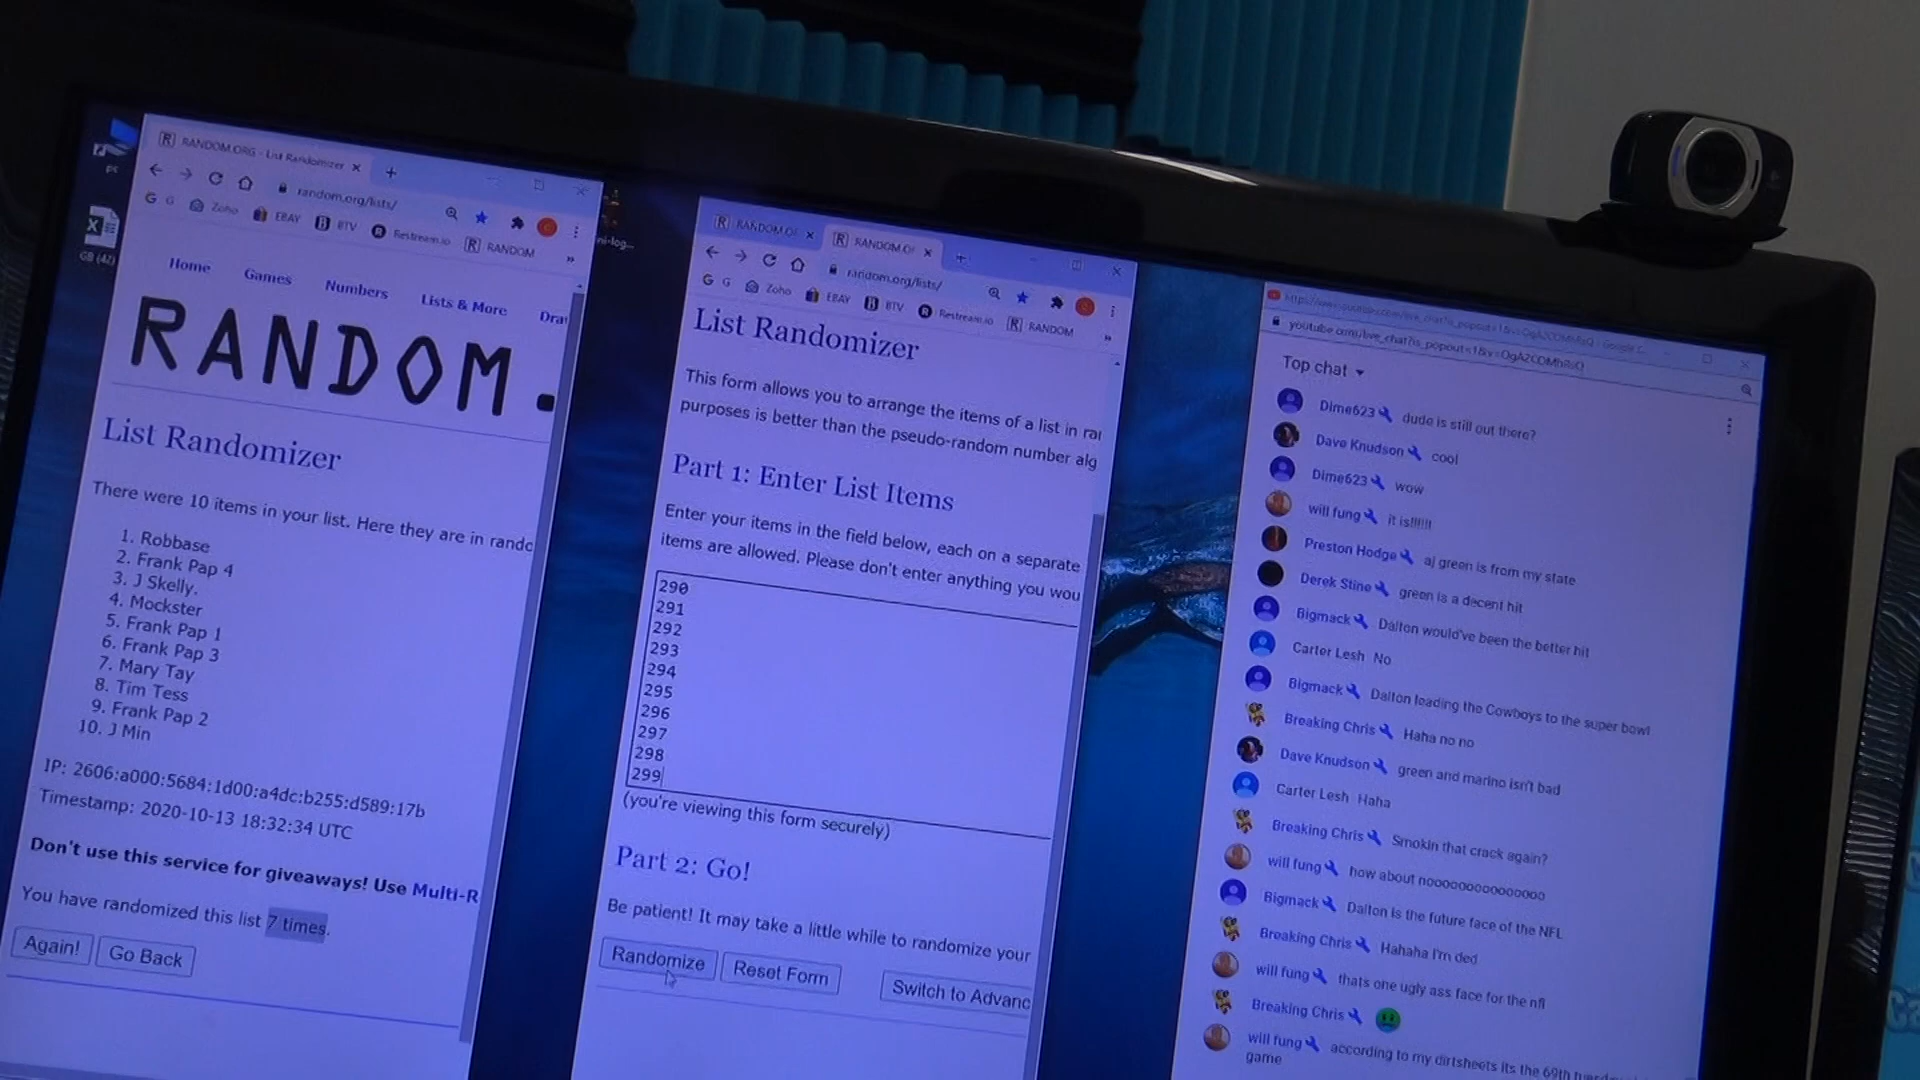 RANDOM.ORG - List Randomizer
random.org/lists/
G G Zoho EBAY BTV Restream.io RANDOM »
Home Games Numbers Lists & More
RANDOM.
List Randomizer
There were 10 items in your list. Here they are in rando
1. Robbase
2. Frank Pap 4
3. J Skelly.
4. Mockster
5. Frank Pap 1
6. Frank Pap 3
7. Mary Tay
8. Tim Tess
9. Frank Pap 2
10. J Min
IP: 2606:a000:5684:1d00:a4dc:b255:d589:17b
Timestamp: 2020-10-13 18:32:34 UTC
Don't use this service for giveaways! Use Multi-R
You have randomized this list 7 times.
Again! Go Back
RANDOM.O RANDOM.O
random.org/lists/
G G Zoho EBAY BTV Restream.io RANDOM »
List Randomizer
This form allows you to arrange the items of a list in ran
purposes is better than the pseudo-random number alg
Part 1: Enter List Items
Enter your items in the field below, each on a separate
items are allowed. Please don't enter anything you wou
290
291
292
293
294
295
296
297
298
299
(you're viewing this form securely)
Part 2: Go!
Be patient! It may take a little while to randomize your
Randomize Reset Form Switch to Advanc
Top chat
Dime623 dude is still out there?
Dave Knudson cool
Dime623 wow
will fung it is!!!!!!
Preston Hodge aj green is from my state
Derek Stine green is a decent hit
Bigmack Dalton would've been the better hit
Carter Lesh No
Bigmack Dalton leading the Cowboys to the super bowl
Breaking Chris Haha no no
Dave Knudson green and marino isn't bad
Carter Lesh Haha
Breaking Chris Smokin that crack again?
will fung how about nooooooooooooooo
Bigmack Dalton is the future face of the NFL
Breaking Chris Hahaha I'm ded
will fung thats one ugly ass face for the nfl
Breaking Chris
will fung according to my dirtsheets its the 69th
game